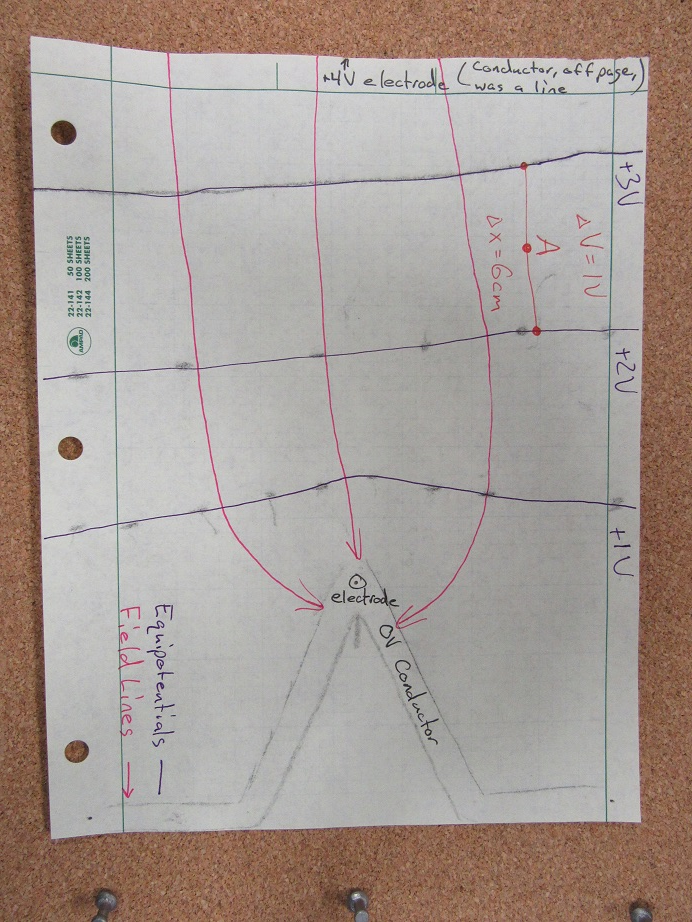 +4V electrode (Conductor, off page,
was a line)
+3V
ΔV = 1V
A
Δx = 6cm
22-141 50 SHEETS
22-142 100 SHEETS
22-144 200 SHEETS
AMPAD
+2V
+1V
electrode
0V Conductor
Equipotentials —
Field Lines →